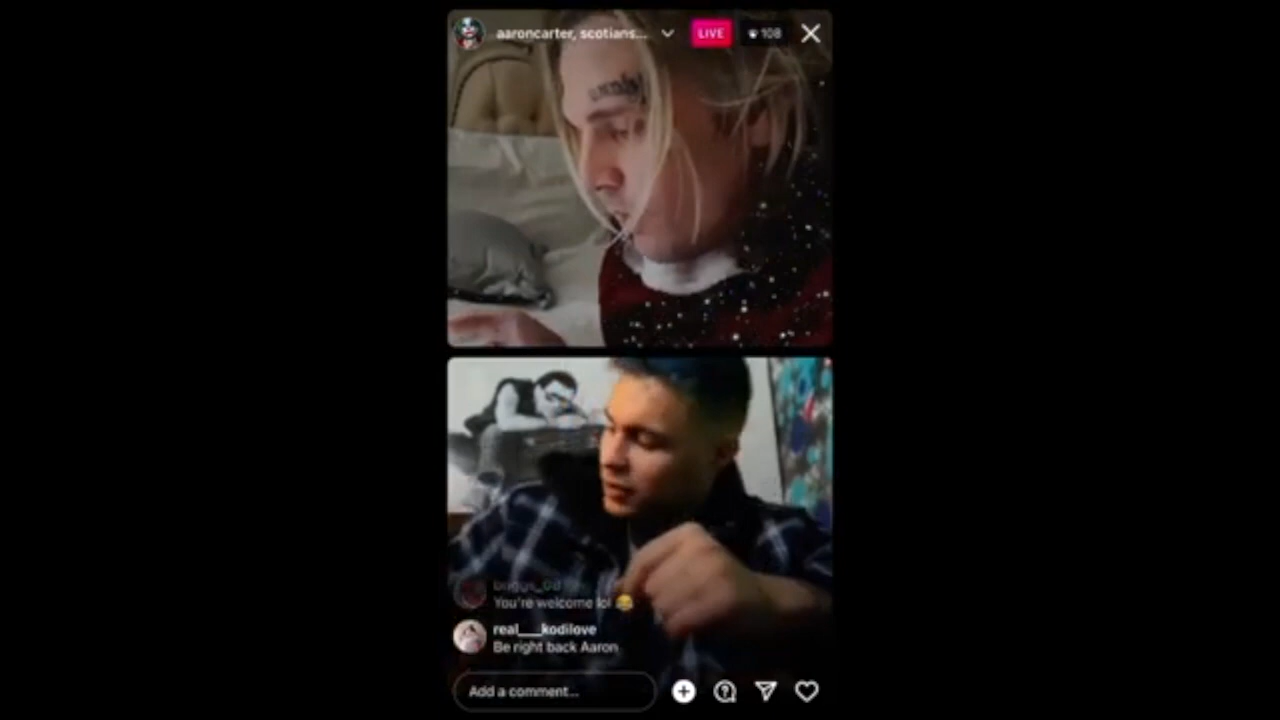 aaroncarter, scotians...
LIVE
108
You're welcome lol 😂
real___kodilove
Be right back Aaron
Add a comment...